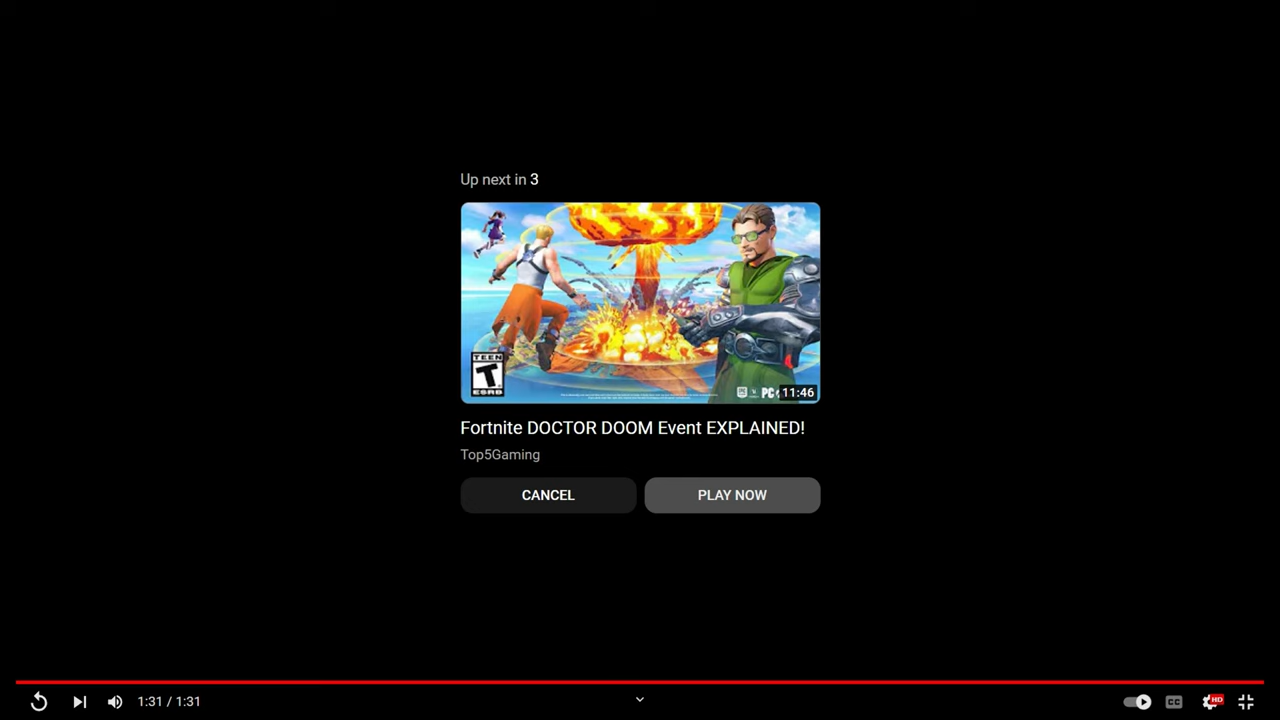 Up next in 3
TEEN
T
ESRB
PC
11:46
Fortnite DOCTOR DOOM Event EXPLAINED!
Top5Gaming
CANCEL
PLAY NOW
1:31 / 1:31
CC
HD